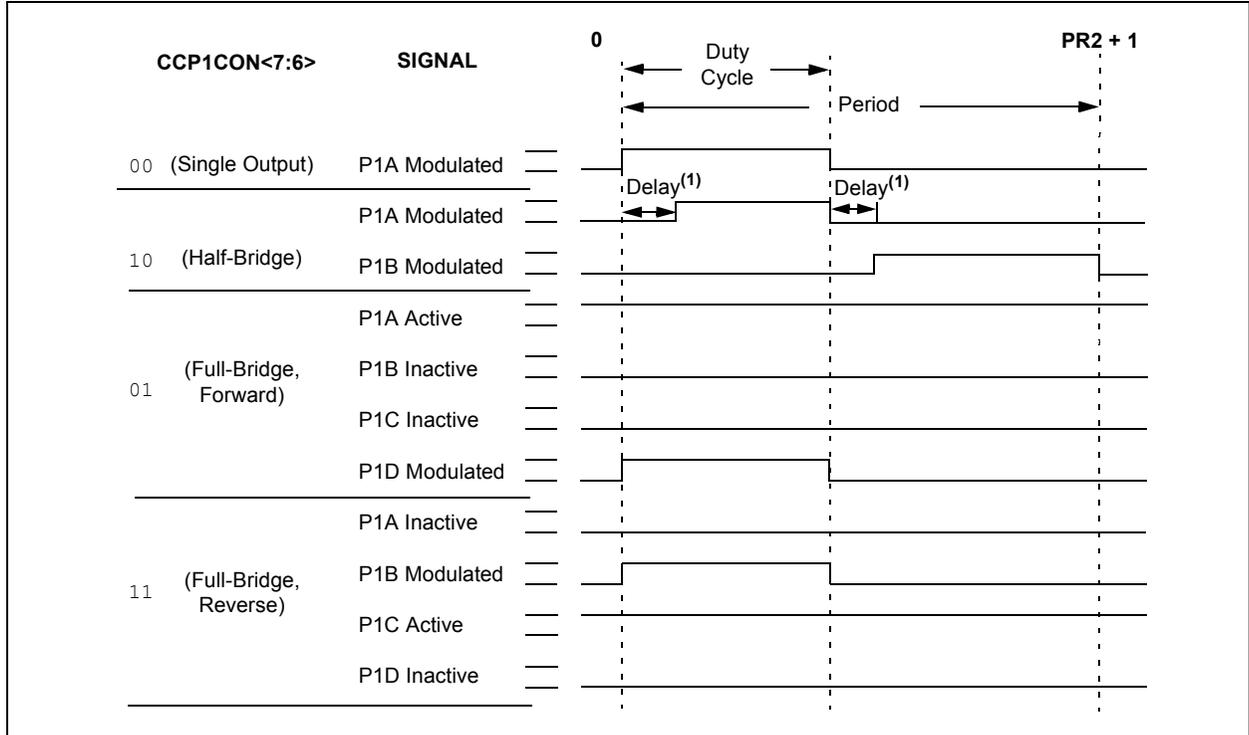 CCP1CON<7:6>
SIGNAL
0
PR2 + 1
Duty
Cycle
Period
00 (Single Output) P1A Modulated
Delay(1)
Delay(1)
P1A Modulated
10 (Half-Bridge)
P1B Modulated
P1A Active
P1B Inactive
01 (Full-Bridge,
Forward)
P1C Inactive
P1D Modulated
P1A Inactive
P1B Modulated
11 (Full-Bridge,
Reverse)
P1C Active
P1D Inactive